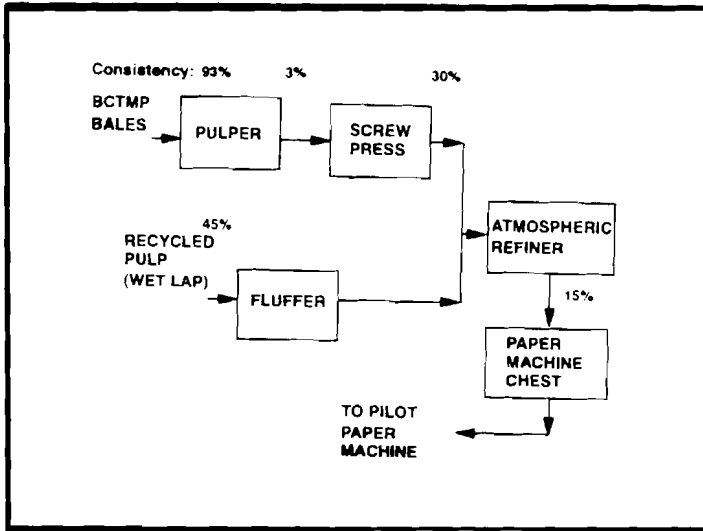 Consistency: 93% 3% 30%
BCTMP
BALES
PULPER
SCREW
PRESS
45%
RECYCLED
PULP
(WET LAP)
FLUFFER
ATMOSPHERIC
REFINER
15%
PAPER
MACHINE
CHEST
TO PILOT
PAPER
MACHINE